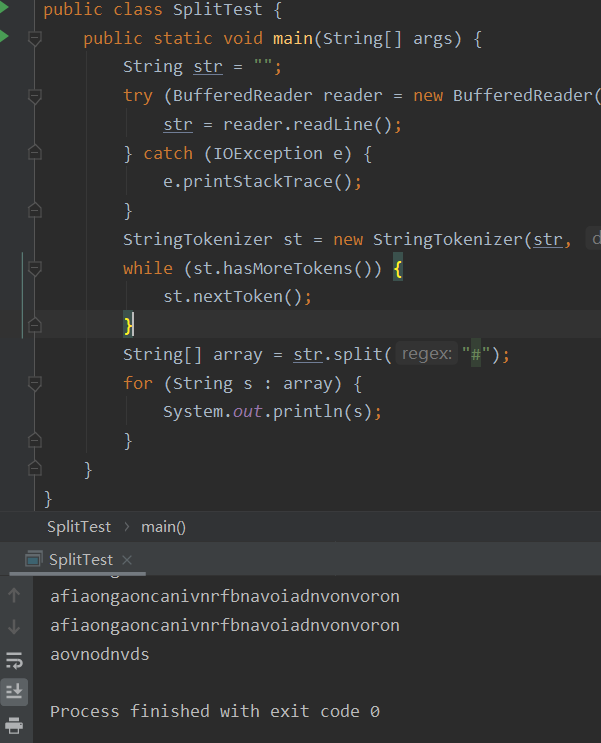 public class SplitTest {
public static void main(String[] args) {
String str = "";
try (BufferedReader reader = new BufferedReader(
str = reader.readLine();
} catch (IOException e) {
e.printStackTrace();
}
StringTokenizer st = new StringTokenizer(str, d
while (st.hasMoreTokens()) {
st.nextToken();
}
String[] array = str.split( regex: "#");
for (String s : array) {
System.out.println(s);
}
}
}
SplitTest › main()
SplitTest ×
afiaongaoncanivnrfbnavoiadnvonvoron
afiaongaoncanivnrfbnavoiadnvonvoron
aovnodnvds
Process finished with exit code 0